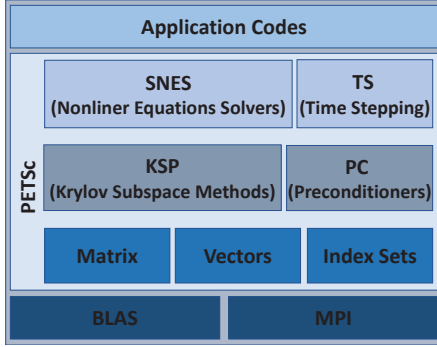 Application Codes
PETSc
SNES
(Nonliner Equations Solvers)
TS
(Time Stepping)
KSP
(Krylov Subspace Methods)
PC
(Preconditioners)
Matrix
Vectors
Index Sets
BLAS
MPI